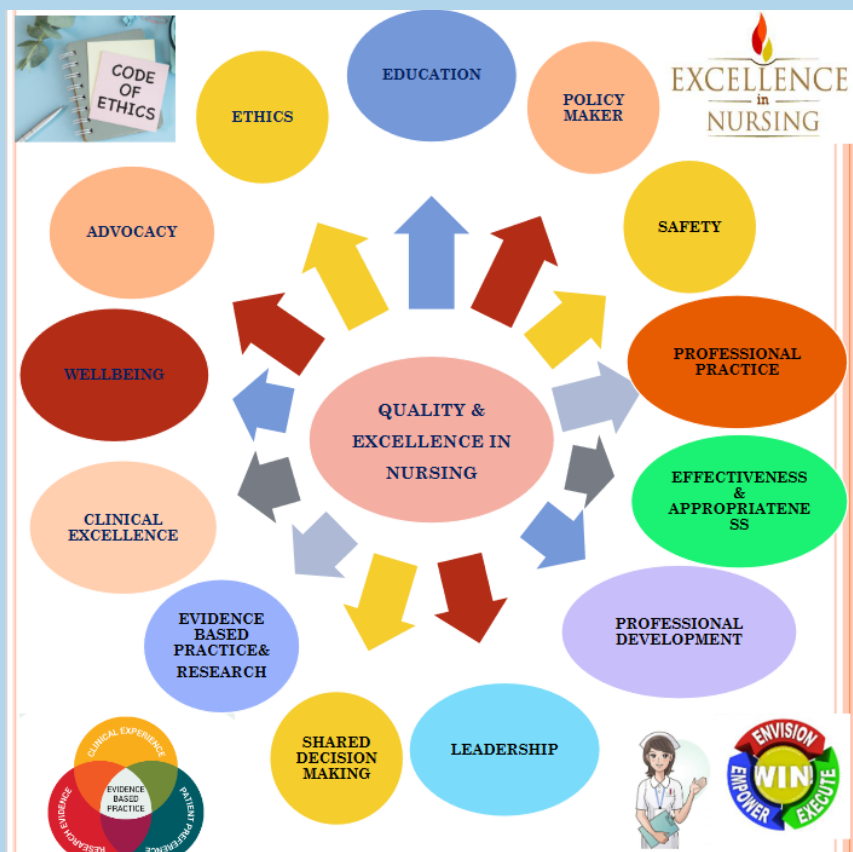 CODE
OF
ETHICS
EDUCATION
ETHICS
POLICY
MAKER
EXCELLENCE
in
NURSING
ADVOCACY
SAFETY
WELLBEING
PROFESSIONAL
PRACTICE
QUALITY &
EXCELLENCE IN
NURSING
EFFECTIVENESS
&
APPROPRIATENE
SS
CLINICAL
EXCELLENCE
PROFESSIONAL
DEVELOPMENT
EVIDENCE
BASED
PRACTICE&
RESEARCH
SHARED
DECISION
MAKING
LEADERSHIP
CLINICAL EXPERIENCE
EVIDENCE
BASED
PRACTICE
RESEARCH EVIDENCE
PATIENT PREFERENCE
ENVISION
WIN!
EMPOWER
EXECUTE